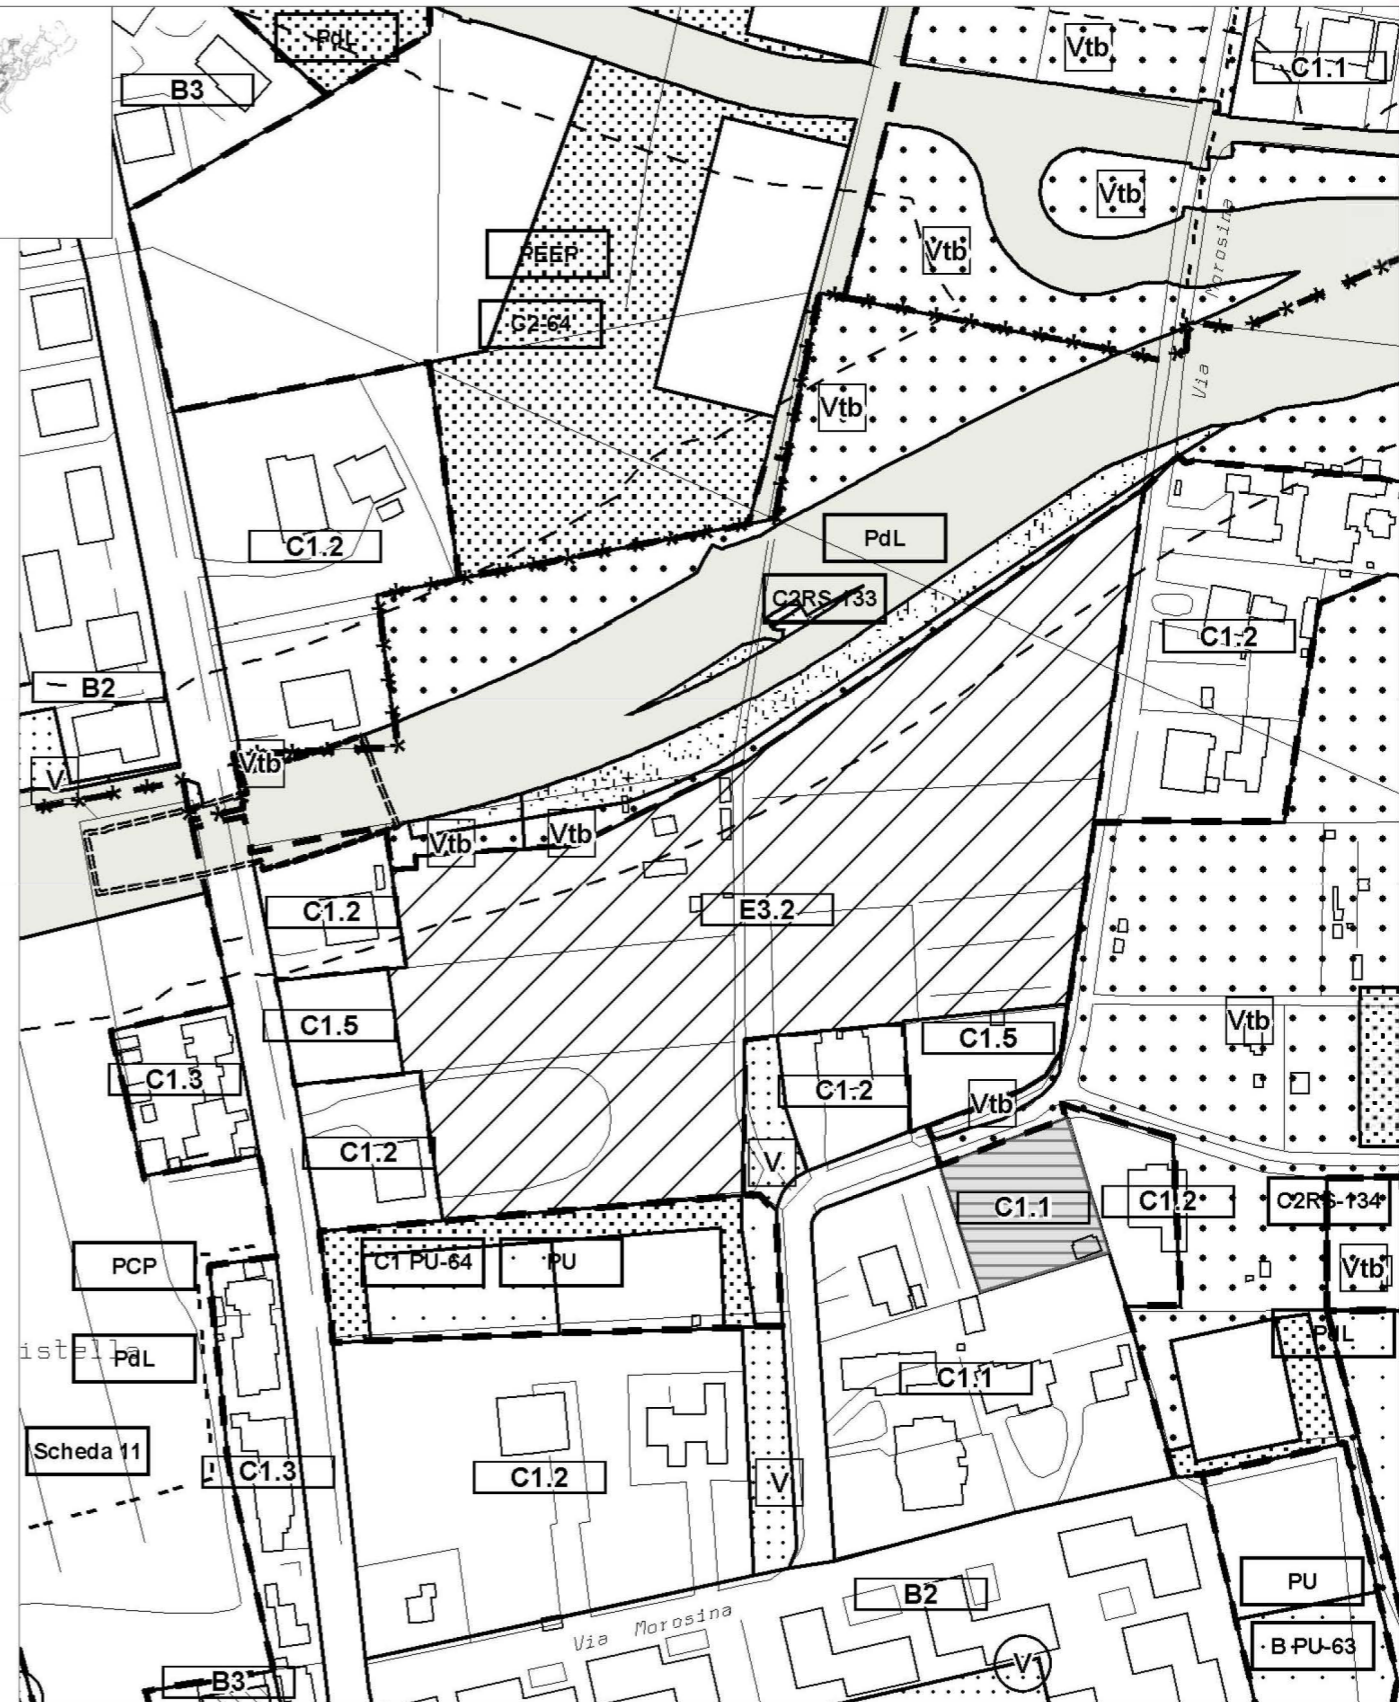 PdL
Vtb
C1.1
B3
Vtb
Via Morosina
Vtb
PEEP
G2-64
Vtb
C1.2
PdL
C2RS-133
C1.2
B2
Vtb
V
Vtb
Vtb
C1.2
E3.2
C1.5
Vtb
C1.5
C1.3
C1.2
Vtb
C1.2
V
C1.1
C1.2
C2RS-134
PCP
C1 PU-64
PU
Vtb
PdL
istella
PdL
C1.1
Scheda 11
C1.3
C1.2
V
PU
B2
Via Morosina
B PU-63
V
B3